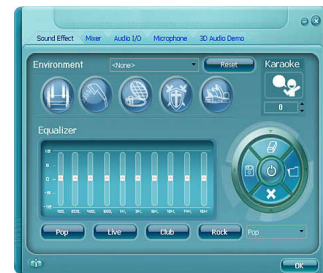 Sound Effect Mixer Audio I/O Microphone 3D Audio Demo
Environment <None> Reset Karaoke
0
Equalizer
Pop Live Club Rock Pop
OK